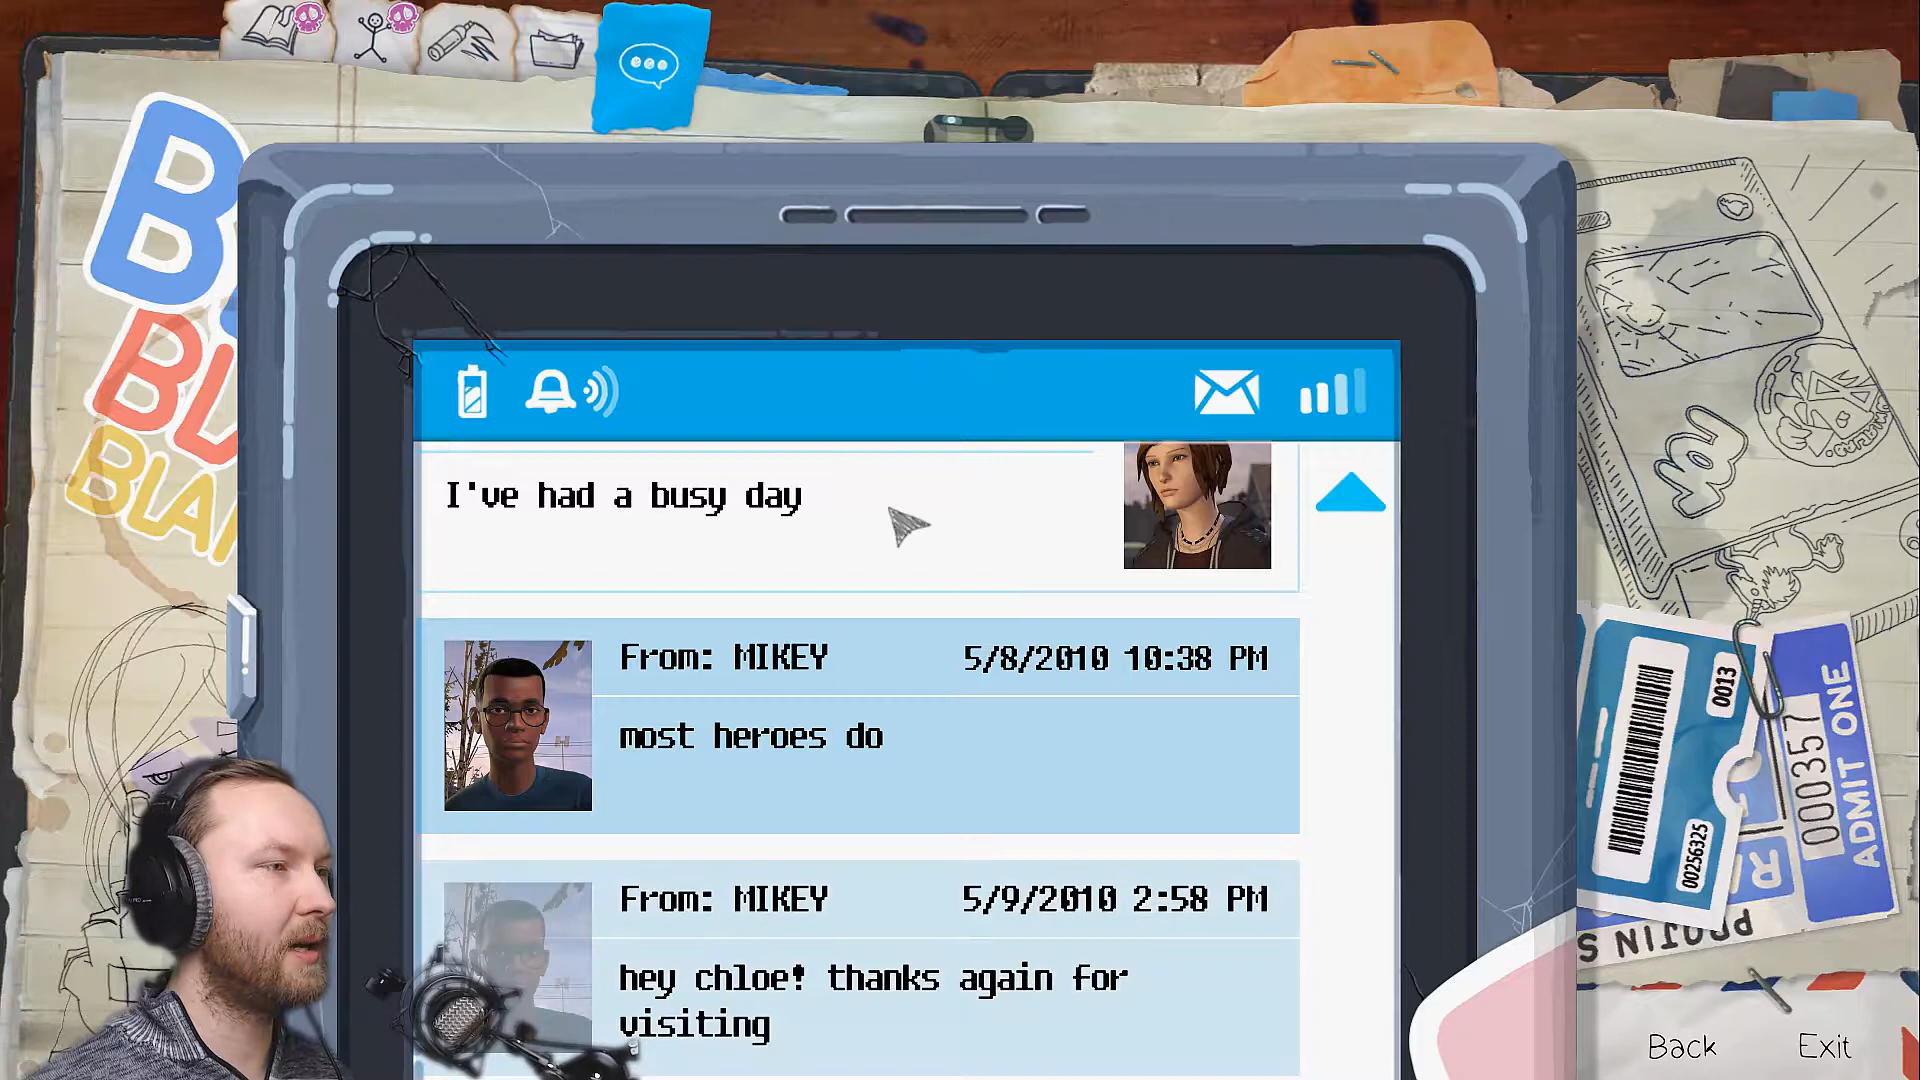 I've had a busy day
From: MIKEY 5/8/2010 10:38 PM
most heroes do
From: MIKEY 5/9/2010 2:58 PM
hey chloe! thanks again for
visiting
0013
00256325
000357
ADMIT ONE
Back
Exit